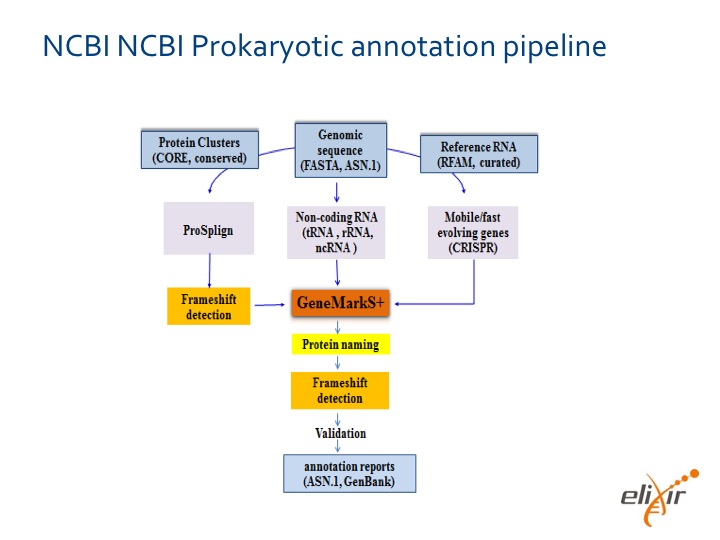 NCBI NCBI Prokaryotic annotation pipeline
Protein Clusters
(CORE, conserved)
Genomic
sequence
(FASTA, ASN.1)
Reference RNA
(RFAM, curated)
ProSplign
Non-coding RNA
(tRNA , rRNA,
ncRNA )
Mobile/fast
evolving genes
(CRISPR)
Frameshift
detection
GeneMarkS+
Protein naming
Frameshift
detection
Validation
annotation reports
(ASN.1, GenBank)
elixir